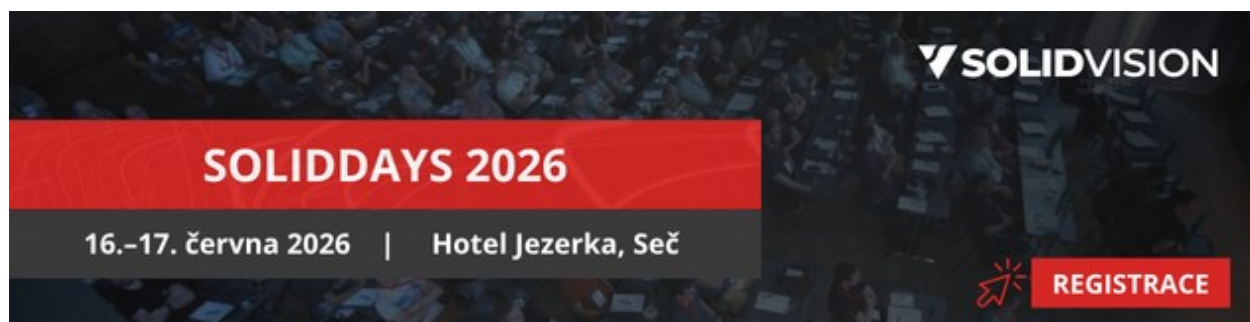 SOLIDVISION
SOLIDDAYS 2026
16.–17. června 2026 | Hotel Jezerka, Seč
REGISTRACE